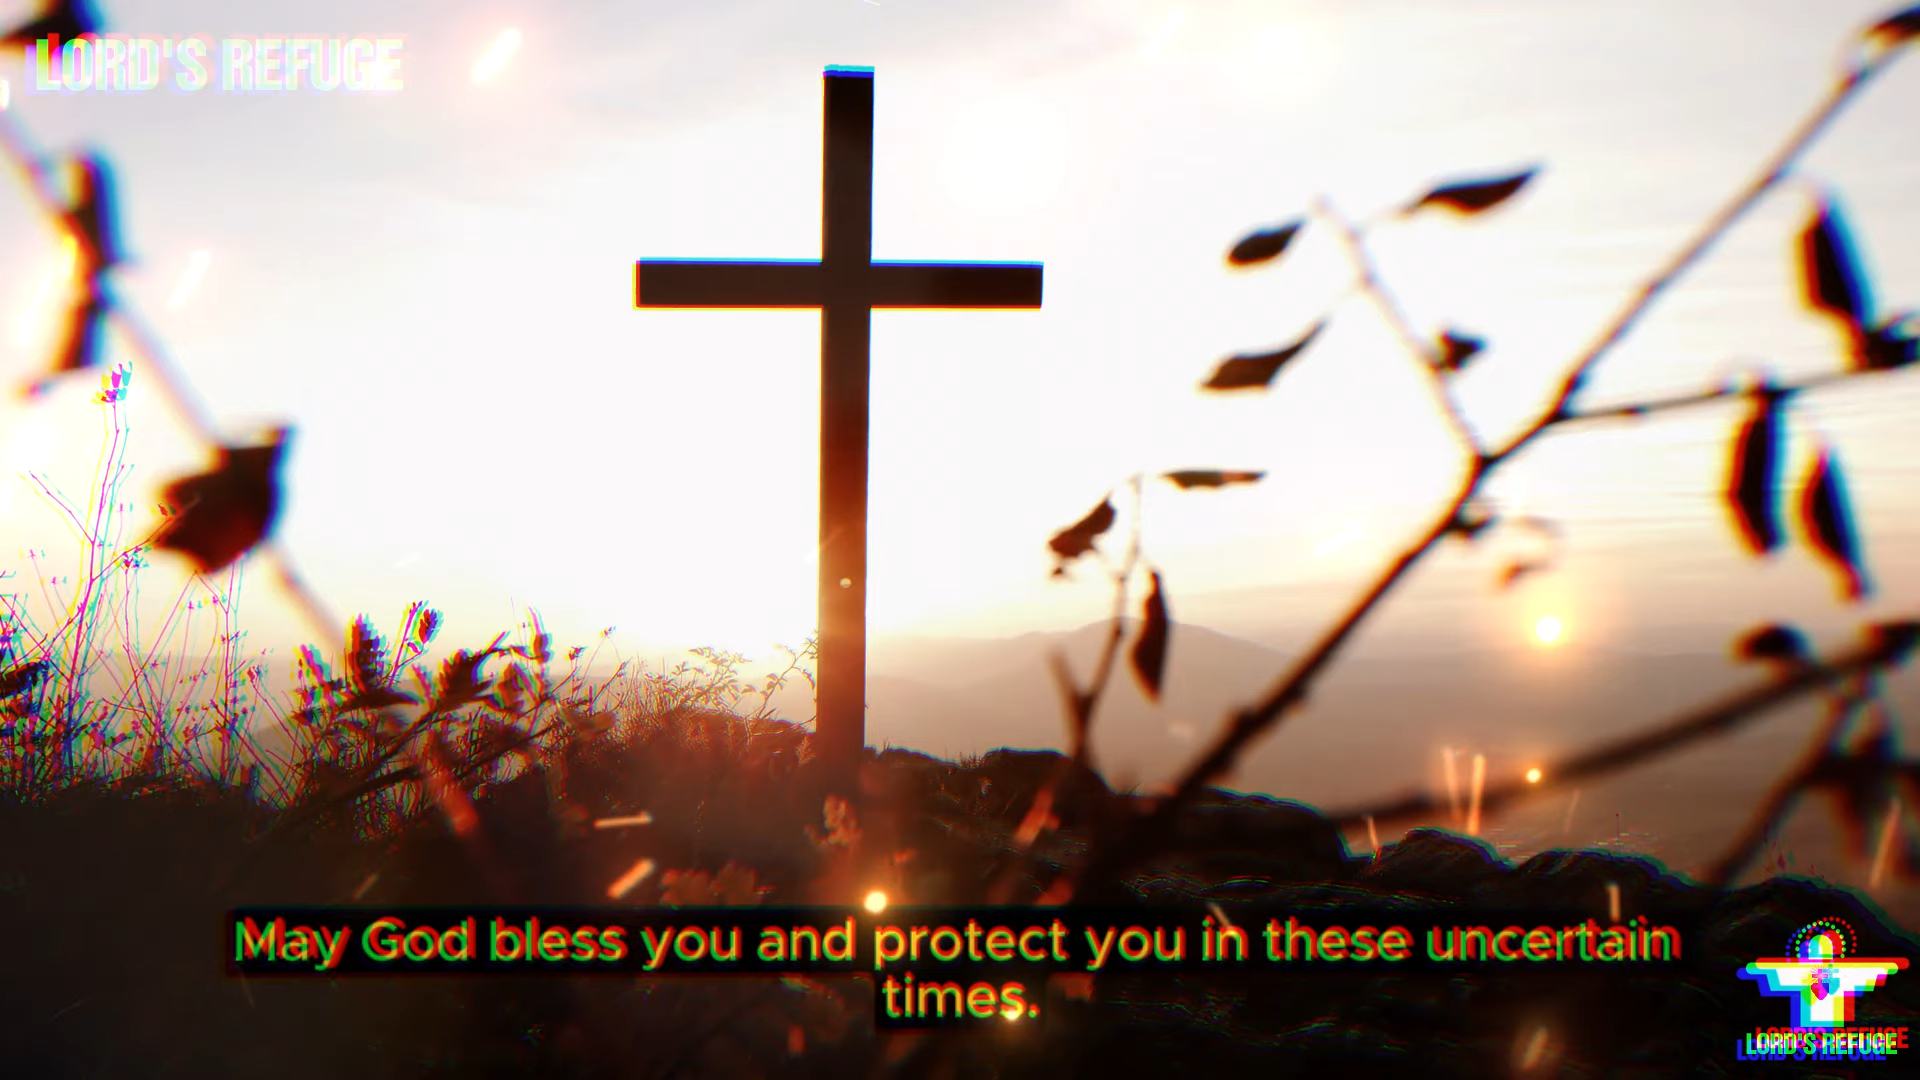 LORD'S REFUGE
May God bless you and protect you in these uncertain
times.
LORD'S REFUGE